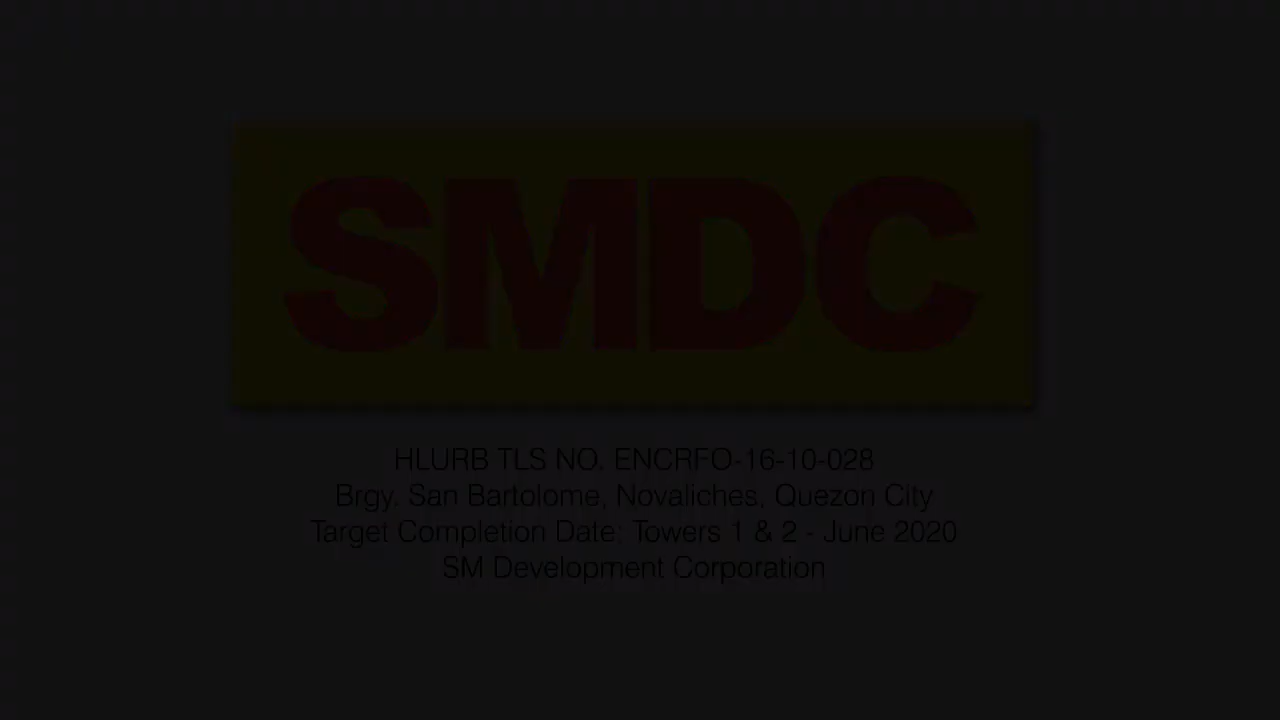 SMDC
HLURB TLS NO. ENCRFO-16-10-028
Brgy. San Bartolome, Novaliches, Quezon City
Target Completion Date: Towers 1 & 2 - June 2020
SM Development Corporation